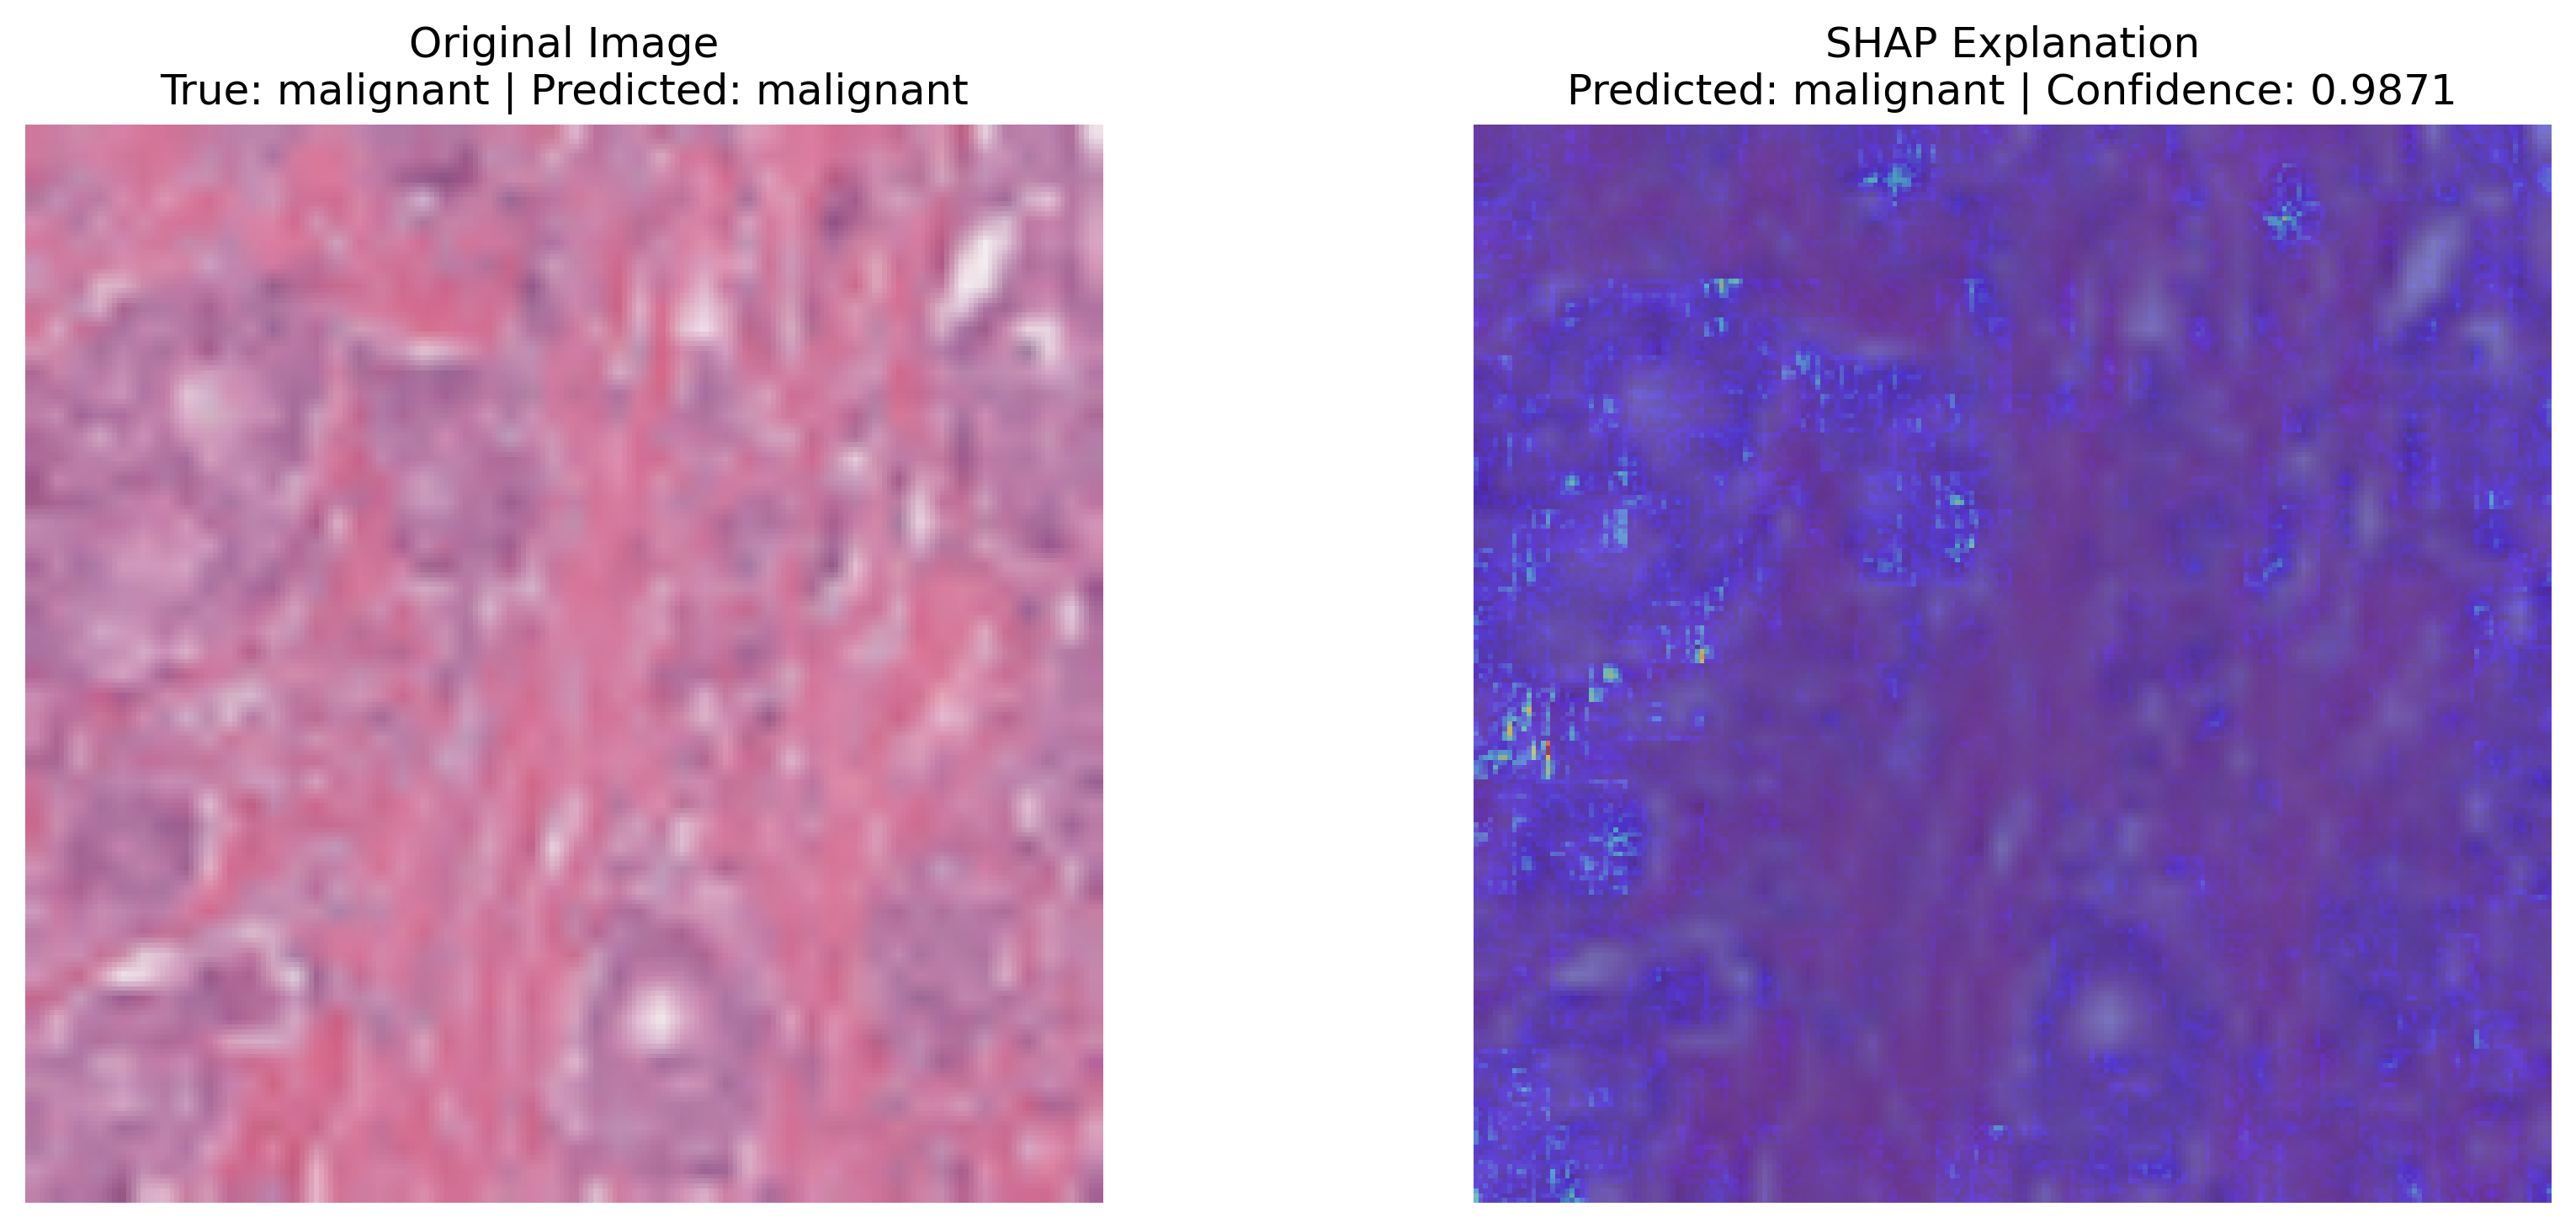 Original Image
True: malignant | Predicted: malignant
SHAP Explanation
Predicted: malignant | Confidence: 0.9871